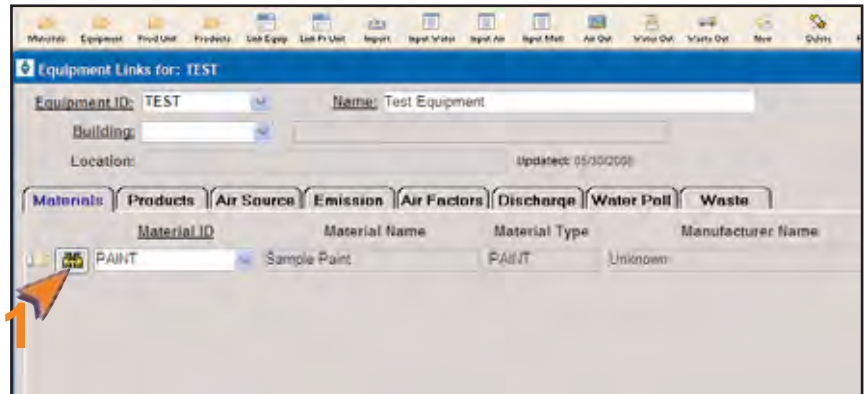 Materials Equipment Prod Unit Products Link Equip Link Pr Unit Import Input Water Input Air Input Matl Air Out Water Out Waste Out New Delete
Equipment Links for: TEST
Equipment ID: TEST Name: Test Equipment
Building:
Location: Updated: 05/30/2008
Materials Products Air Source Emission Air Factors Discharge Water Poll Waste
Material ID Material Name Material Type Manufacturer Name
PAINT Sample Paint PAINT Unknown
1